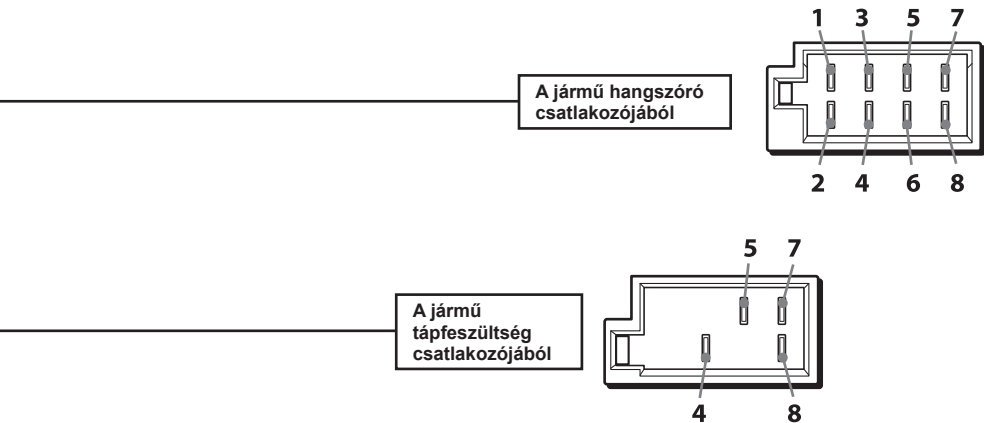 1 3 5 7
A jármű hangszóró
csatlakozójából
2 4 6 8
5 7
A jármű
tápfeszültség
csatlakozójából
4 8